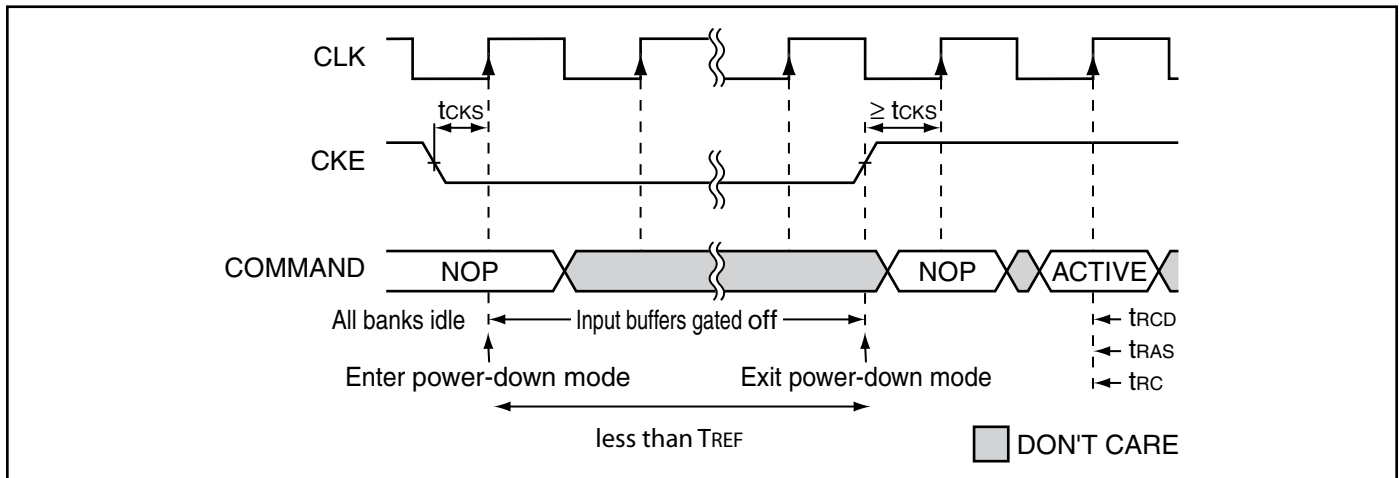 CLK
tCKS
≥ tCKS
CKE
COMMAND
NOP
NOP
ACTIVE
All banks idle
Input buffers gated off
tRCD
tRAS
tRC
Enter power-down mode
Exit power-down mode
less than TREF
DON'T CARE